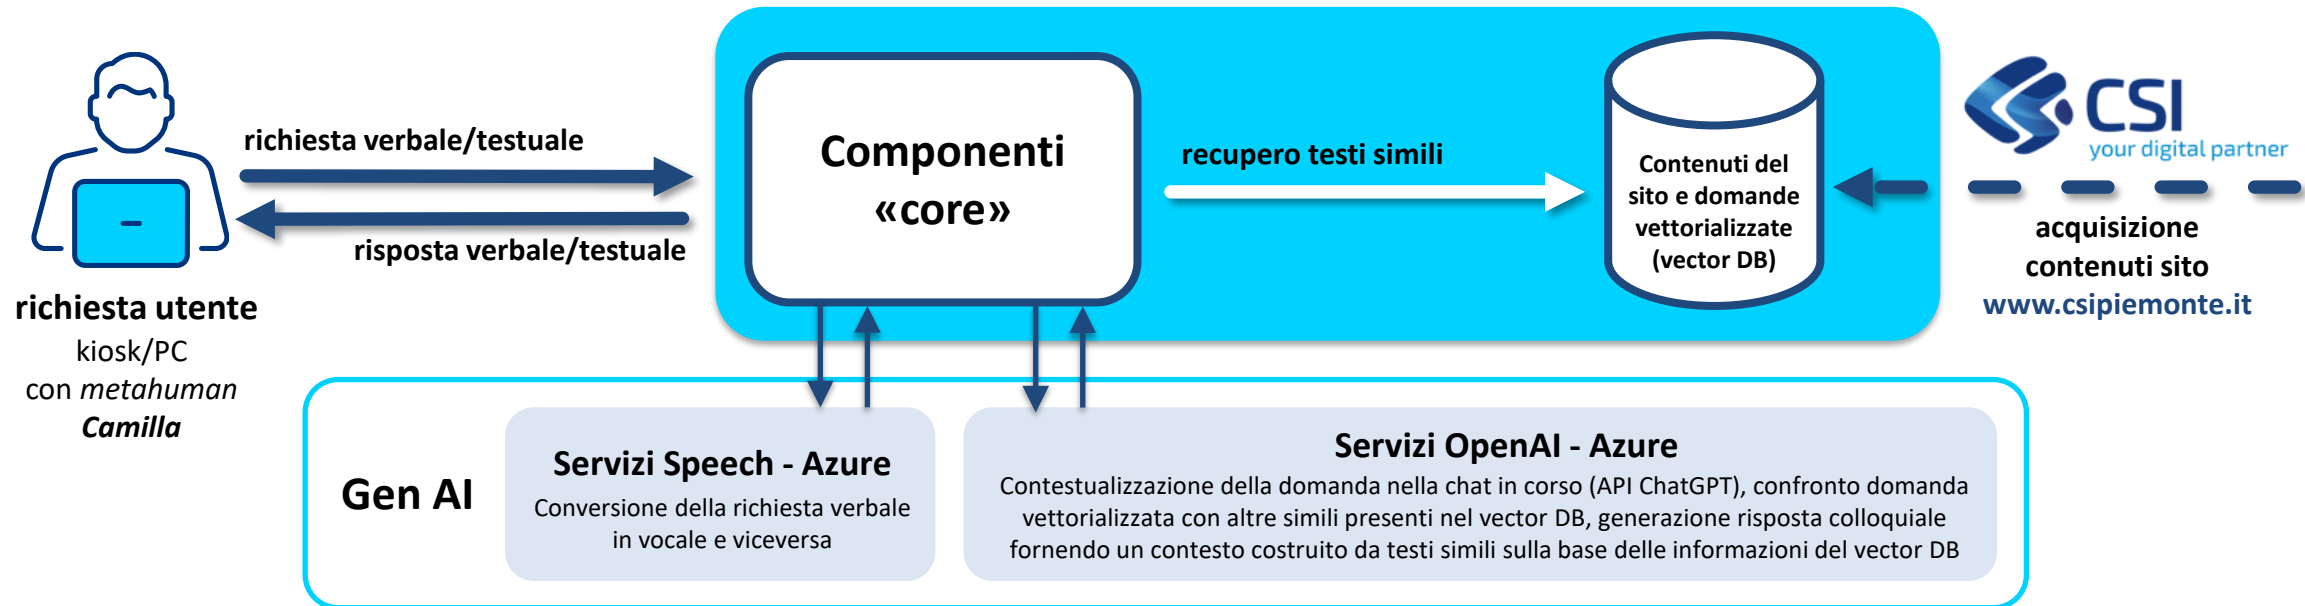 richiesta verbale/testuale
risposta verbale/testuale
richiesta utente
kiosk/PC
con metahuman
Camilla
Componenti
«core»
recupero testi simili
Contenuti del
sito e domande
vettorializzate
(vector DB)
CSI
your digital partner
acquisizione
contenuti sito
www.csipiemonte.it
Gen AI
Servizi Speech - Azure
Conversione della richiesta verbale
in vocale e viceversa
Servizi OpenAI - Azure
Contestualizzazione della domanda nella chat in corso (API ChatGPT), confronto domanda
vettorializzata con altre simili presenti nel vector DB, generazione risposta colloquiale
fornendo un contesto costruito da testi simili sulla base delle informazioni del vector DB